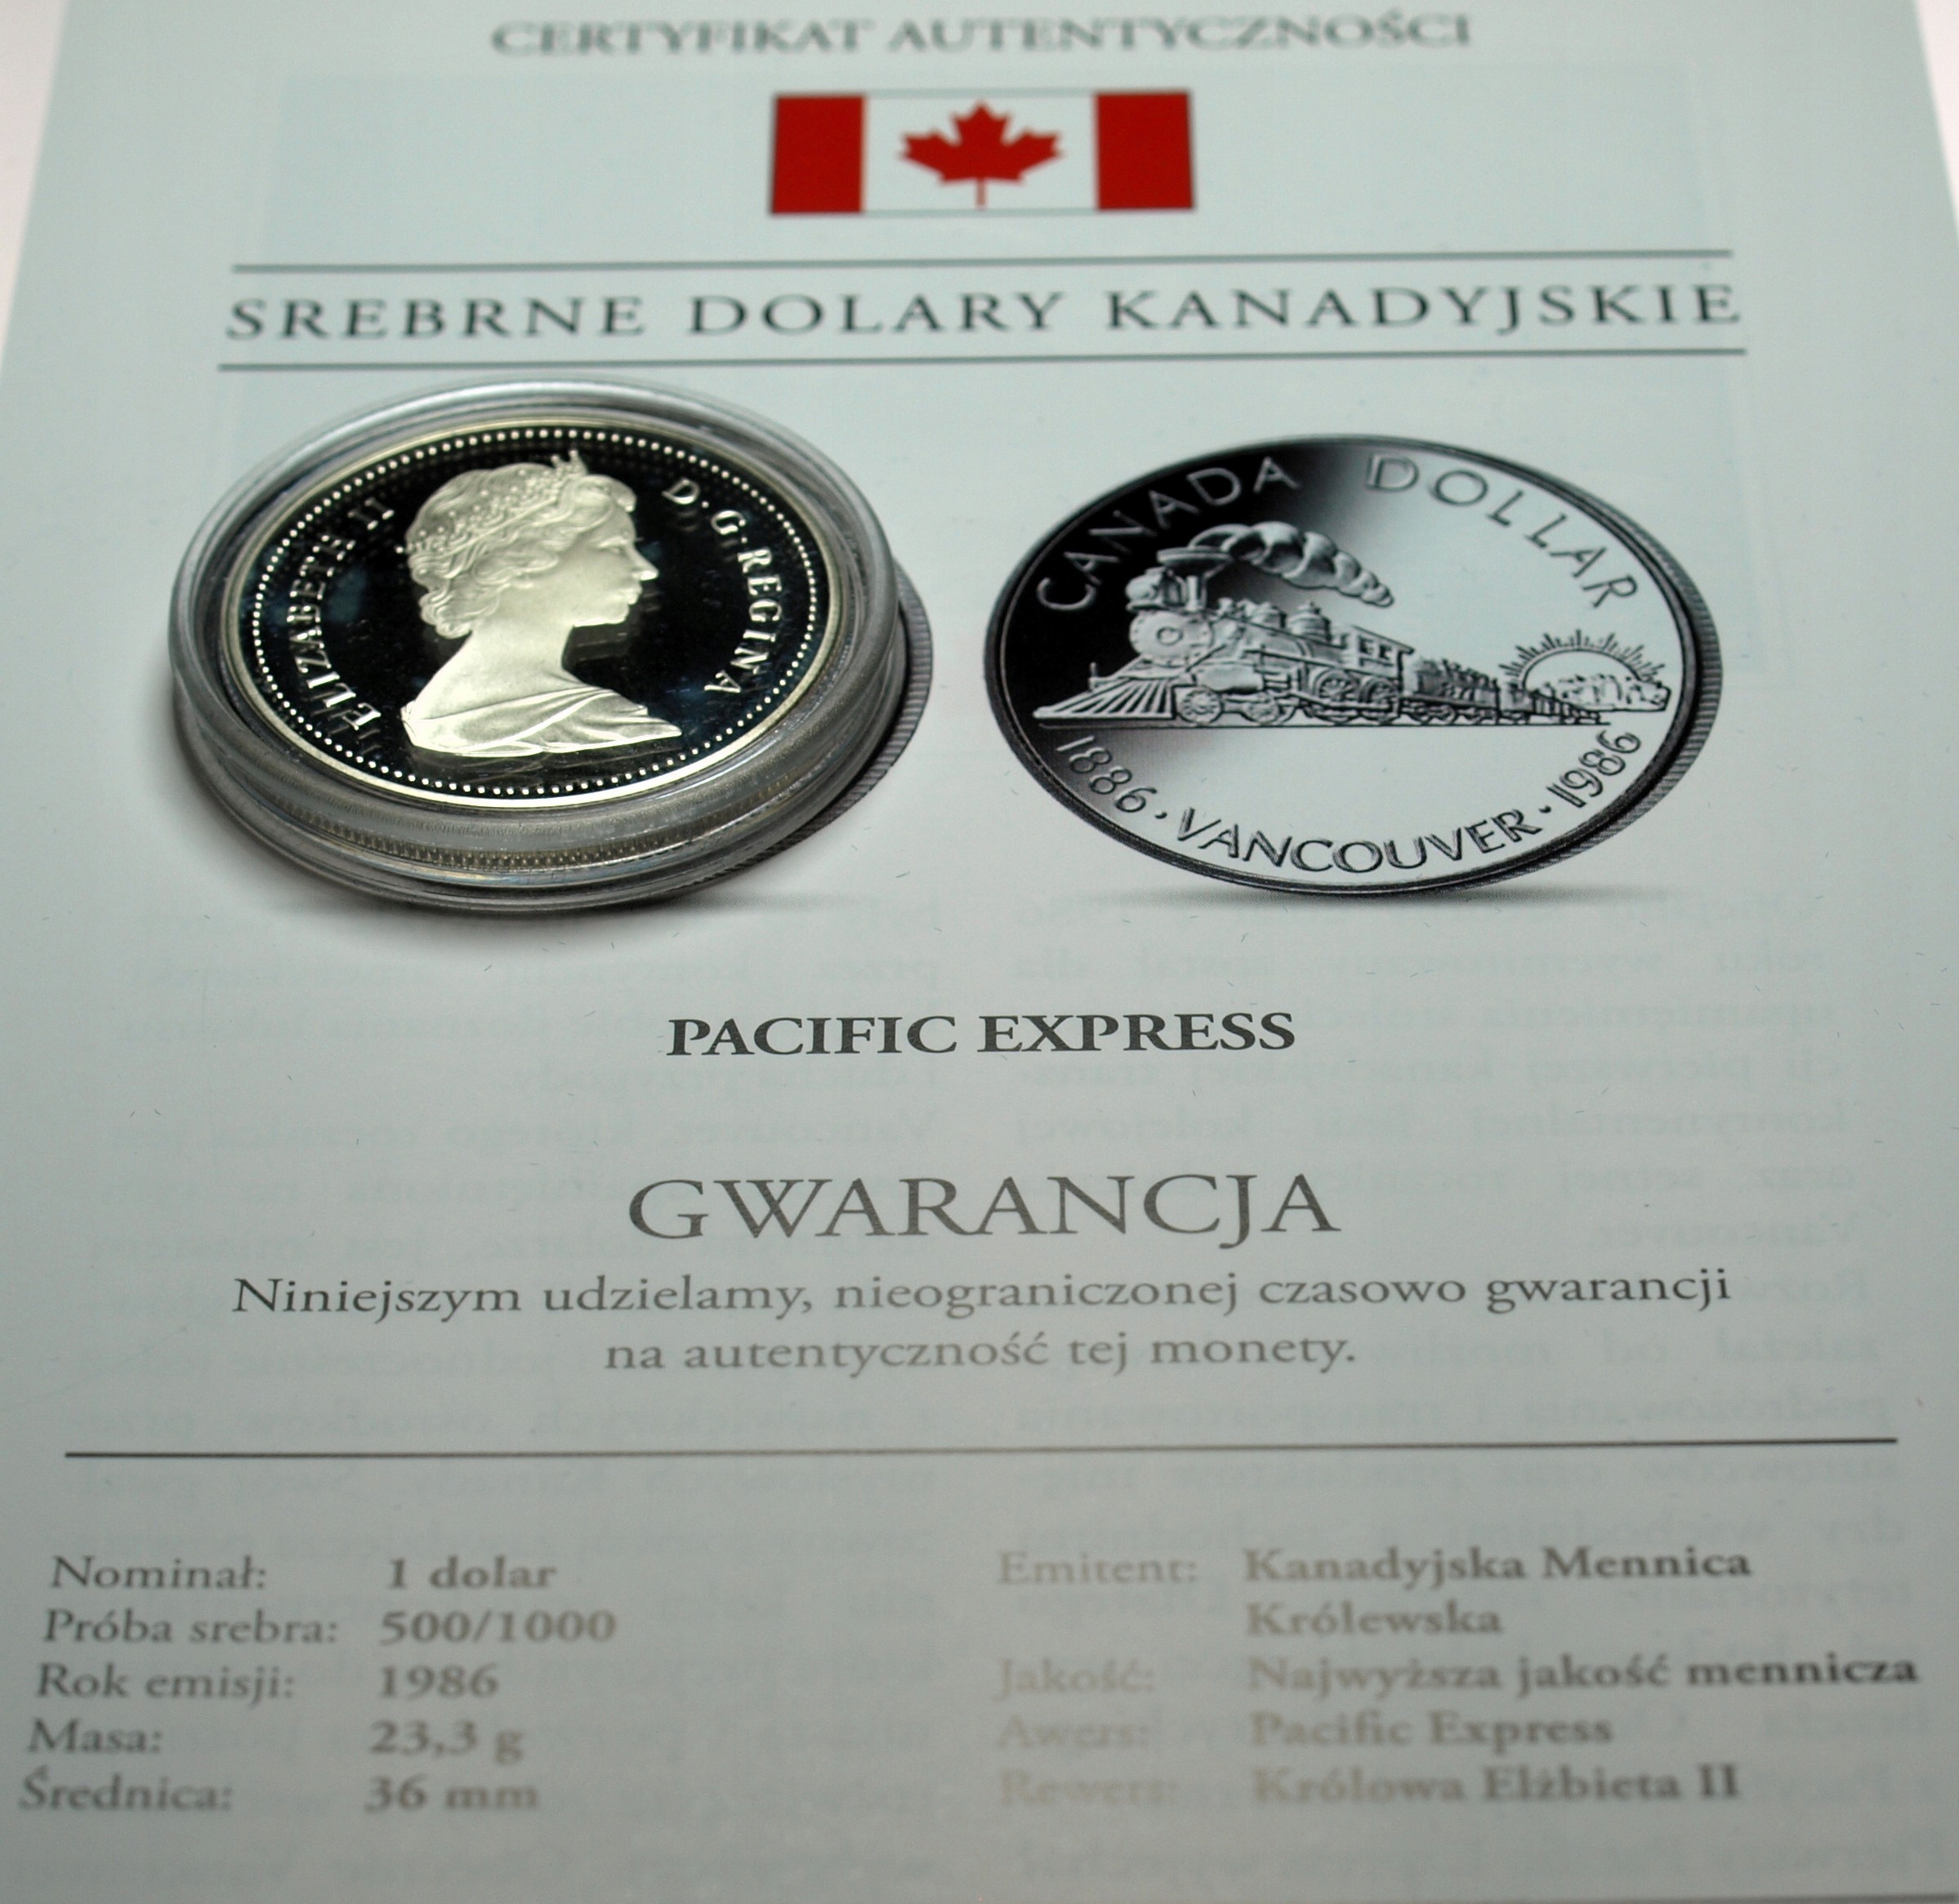 CERTYFIKAT AUTENTYCZNOŚCI
SREBRNE DOLARY KANADYJSKIE
ELIZABETH II D·G·REGINA
CANADA DOLLAR
1886·VANCOUVER·1986
PACIFIC EXPRESS
GWARANCJA
Niniejszym udzielamy, nieograniczonej czasowo gwarancji
na autentyczność tej monety.
Nominał: 1 dolar
Próba srebra: 500/1000
Rok emisji: 1986
Masa: 23,3 g
Średnica: 36 mm
Emitent: Kanadyjska Mennica
Królewska
Jakość: Najwyższa jakość mennicza
Awers: Pacific Express
Rewers: Królowa Elżbieta II